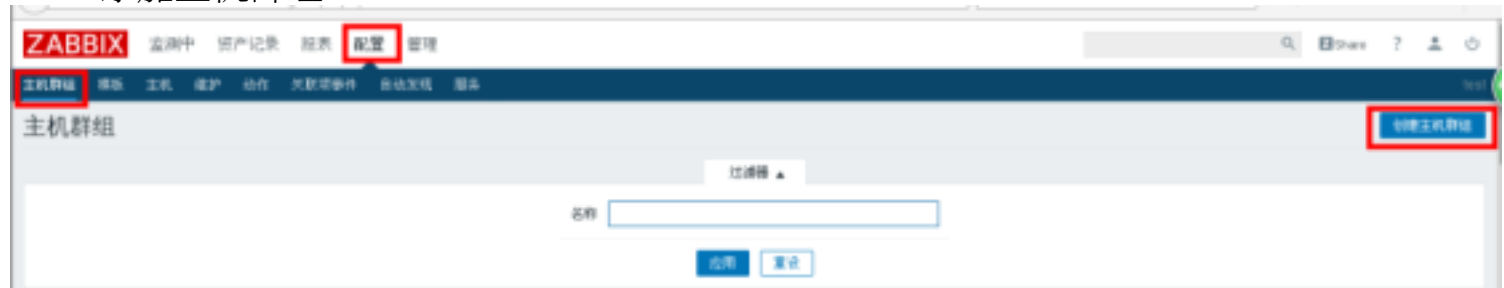 ZABBIX 监测中 资产记录 报表 配置 管理 Share ?
主机群组 模板 主机 维护 动作 关联项事件 自动发现 服务 test
主机群组 创建主机群组
过滤器 ▲
名称
应用 重设